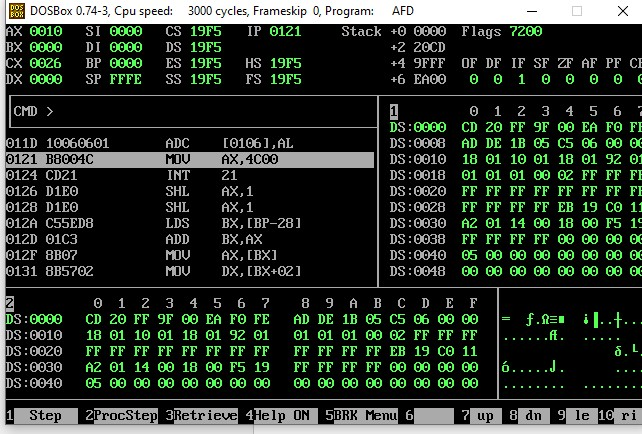 DOSBox 0.74-3, Cpu speed: 3000 cycles, Frameskip 0, Program: AFD
AX 0010 SI 0000 CS 19F5 IP 0121 Stack +0 0000 Flags 7200
BX 0000 DI 0000 DS 19F5 +2 20CD
CX 0026 BP 0000 ES 19F5 HS 19F5 +4 9FFF OF DF IF SF ZF AF PF CF
DX 0000 SP FFFE SS 19F5 FS 19F5 +6 EA00 0 0 1 0 0 0 0
CMD >
1 0 1 2 3 4 5 6 7
DS:0000 CD 20 FF 9F 00 EA F0 FE
DS:0008 AD DE 1B 05 C5 06 00 00
DS:0010 18 01 10 01 18 01 92 01
DS:0018 01 01 01 00 02 FF FF FF
DS:0020 FF FF FF FF FF FF FF FF
DS:0028 FF FF FF FF EB 19 C0 11
DS:0030 A2 01 14 00 18 00 F5 19
DS:0038 FF FF FF FF 00 00 00 00
DS:0040 05 00 00 00 00 00 00 00
DS:0048 00 00 00 00 00 00 00 00
011D 10060601 ADC [0106],AL
0121 B8004C MOV AX,4C00
0124 CD21 INT 21
0126 D1E0 SHL AX,1
0128 D1E0 SHL AX,1
012A C55ED8 LDS BX,[BP-28]
012D 01C3 ADD BX,AX
012F 8B07 MOV AX,[BX]
0131 8B5702 MOV DX,[BX+02]
2 0 1 2 3 4 5 6 7 8 9 A B C D E F
DS:0000 CD 20 FF 9F 00 EA F0 FE AD DE 1B 05 C5 06 00 00
DS:0010 18 01 10 01 18 01 92 01 01 01 01 00 02 FF FF FF
DS:0020 FF FF FF FF FF FF FF FF FF FF FF FF EB 19 C0 11
DS:0030 A2 01 14 00 18 00 F5 19 FF FF FF FF 00 00 00 00
DS:0040 05 00 00 00 00 00 00 00 00 00 00 00 00 00 00 00
1 Step 2ProcStep 3Retrieve 4Help ON 5BRK Menu 6 7 up 8 dn 9 le 10 ri